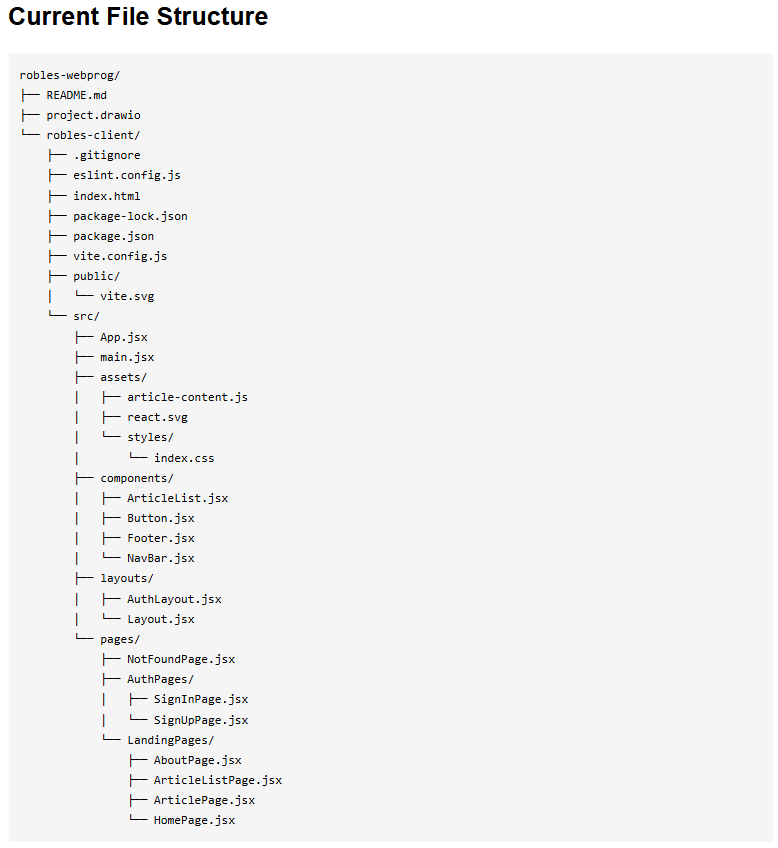 Current File Structure
robles-webprog/
├── README.md
├── project.drawio
└── robles-client/
    ├── .gitignore
    ├── eslint.config.js
    ├── index.html
    ├── package-lock.json
    ├── package.json
    ├── vite.config.js
    ├── public/
    │   └── vite.svg
    └── src/
        ├── App.jsx
        ├── main.jsx
        ├── assets/
        │   ├── article-content.js
        │   ├── react.svg
        │   └── styles/
        │       └── index.css
        ├── components/
        │   ├── ArticleList.jsx
        │   ├── Button.jsx
        │   ├── Footer.jsx
        │   └── NavBar.jsx
        ├── layouts/
        │   ├── AuthLayout.jsx
        │   └── Layout.jsx
        └── pages/
            ├── NotFoundPage.jsx
            ├── AuthPages/
            │   ├── SignInPage.jsx
            │   └── SignUpPage.jsx
            └── LandingPages/
                ├── AboutPage.jsx
                ├── ArticleListPage.jsx
                ├── ArticlePage.jsx
                └── HomePage.jsx